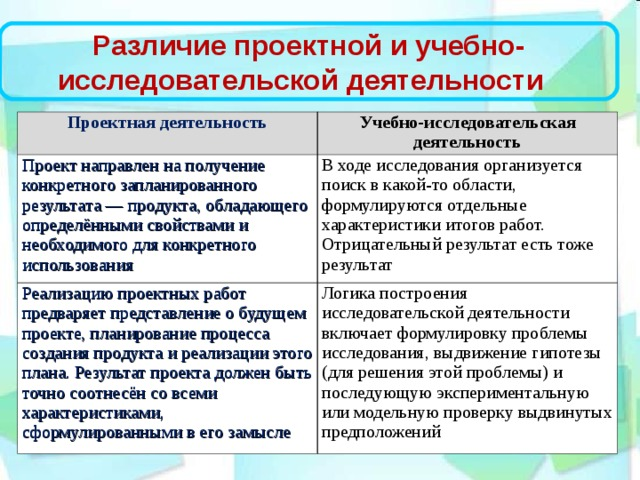 Различие проектной и учебно-
исследовательской деятельности
Проектная деятельность
Учебно-исследовательская
деятельность
Проект направлен на получение
конкретного запланированного
результата — продукта, обладающего
определёнными свойствами и
необходимого для конкретного
использования
В ходе исследования организуется
поиск в какой-то области,
формулируются отдельные
характеристики итогов работ.
Отрицательный результат есть тоже
результат
Реализацию проектных работ
предваряет представление о будущем
проекте, планирование процесса
создания продукта и реализации этого
плана. Результат проекта должен быть
точно соотнесён со всеми
характеристиками,
сформулированными в его замысле
Логика построения
исследовательской деятельности
включает формулировку проблемы
исследования, выдвижение гипотезы
(для решения этой проблемы) и
последующую экспериментальную
или модельную проверку выдвинутых
предположений